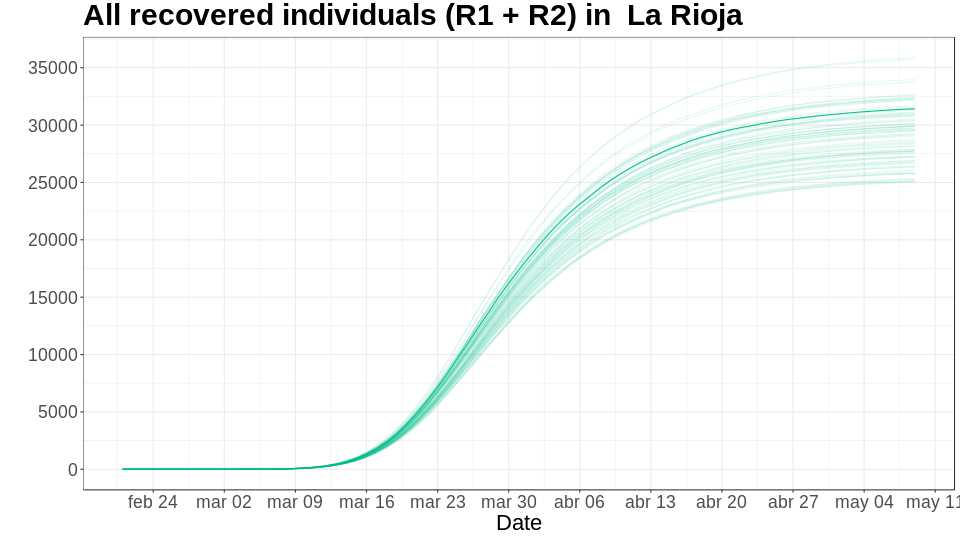 All recovered individuals (R1 + R2) in  La Rioja
35000
30000
25000
20000
15000
10000
5000
0
feb 24 mar 02 mar 09 mar 16 mar 23 mar 30 abr 06 abr 13 abr 20 abr 27 may 04 may 11
Date